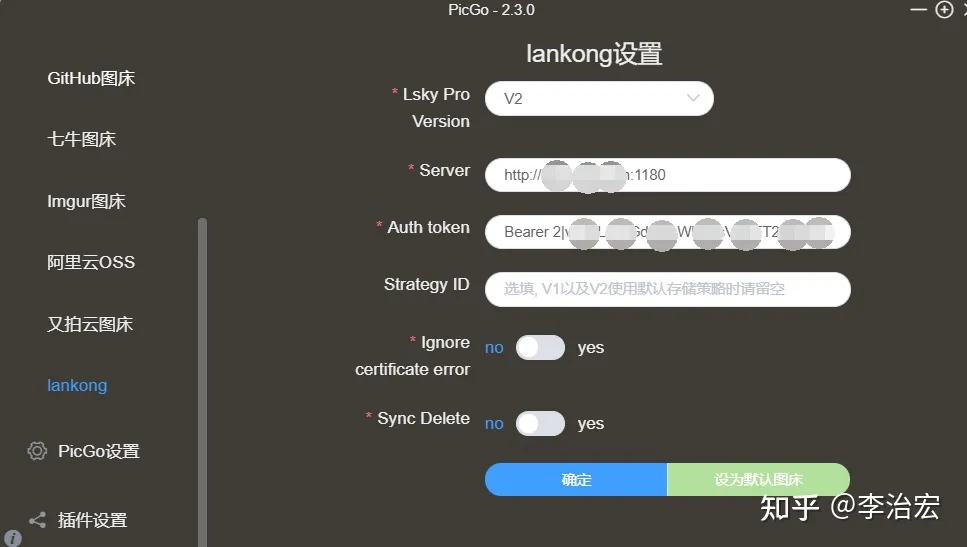 PicGo - 2.3.0
lankong设置
GitHub图床
七牛图床
Imgur图床
阿里云OSS
又拍云图床
lankong
PicGo设置
插件设置
* Lsky Pro
Version
V2
* Server
http://
:1180
* Auth token
Bearer 2|
Strategy ID
选填, V1以及V2使用默认存储策略时请留空
* Ignore
certificate error
no
yes
* Sync Delete
no
yes
确定
设为默认图床
知乎 @李治宏